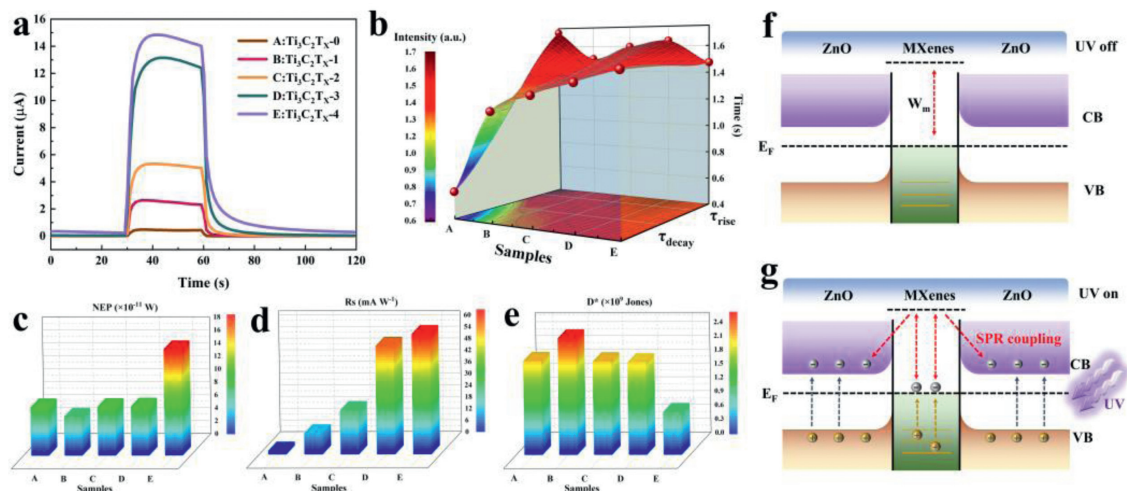 a
16
14
12
10
8
6
4
2
0
Current (μA)
0 20 40 60 80 100 120
Time (s)
A:Ti₃C₂Tₓ-0
B:Ti₃C₂Tₓ-1
C:Ti₃C₂Tₓ-2
D:Ti₃C₂Tₓ-3
E:Ti₃C₂Tₓ-4
b
Intensity (a.u.)
1.7
1.6
1.5
1.4
1.3
1.2
1.1
1.0
0.9
0.8
0.7
0.6
A B C D E
Samples
τdecay
τrise
1.6
1.4
1.2
1.0
0.8
0.6
0.4
Time (s)
c
NEP (×10⁻¹¹ W)
18
16
14
12
10
8
6
4
2
0
A B C D E
Samples
d
Rs (mA W⁻¹)
60
54
48
42
36
30
24
18
12
6
0
A B C D E
Samples
e
D* (×10⁹ Jones)
2.4
2.1
1.8
1.5
1.2
0.9
0.6
0.3
0.0
A B C D E
Samples
f
ZnO MXenes ZnO UV off
Wm
CB
EF
VB
g
ZnO MXenes ZnO UV on
SPR coupling
CB
EF
UV
VB